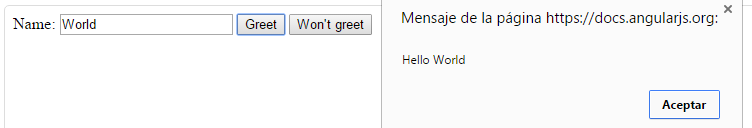 Name: World Greet Won't greet
Mensaje de la página https://docs.angularjs.org:
Hello World
Aceptar